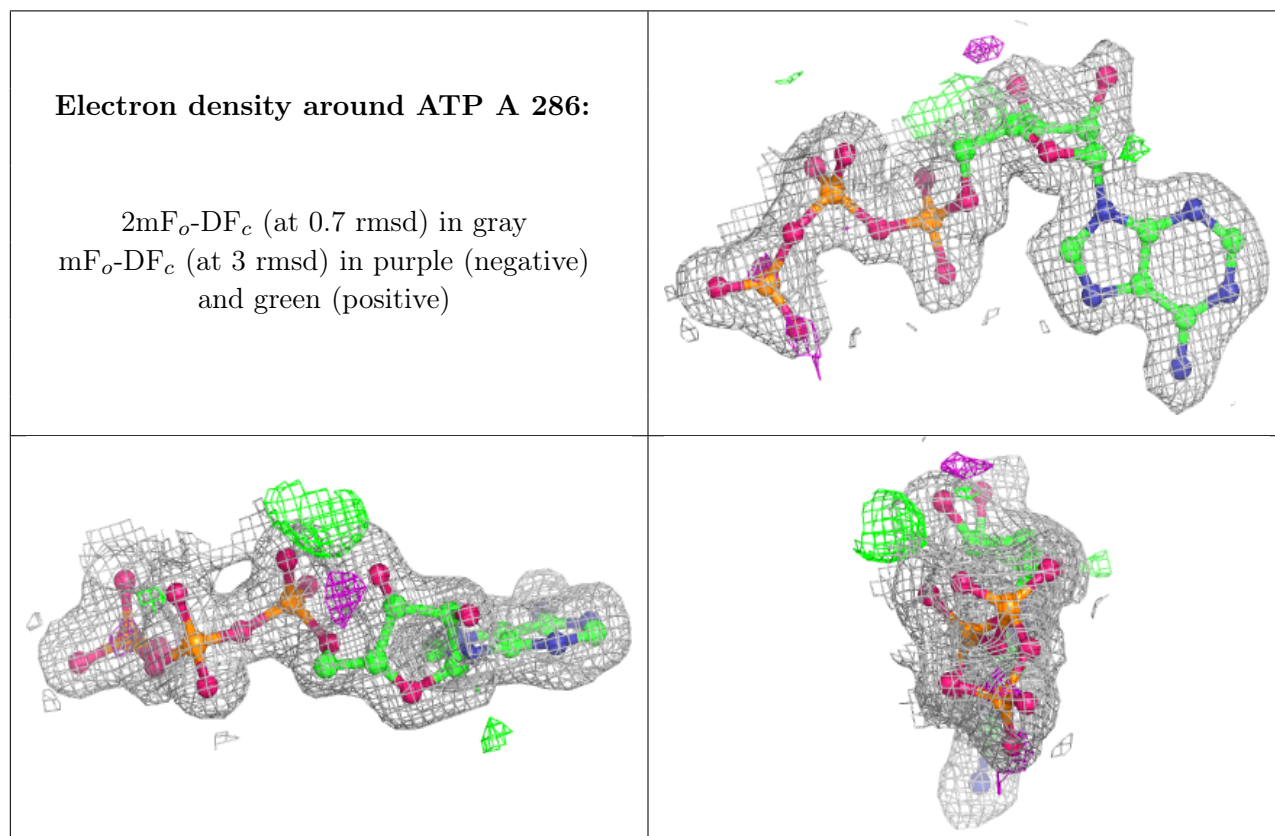 Electron density around ATP A 286:
2mFo-DFc (at 0.7 rmsd) in gray
mFo-DFc (at 3 rmsd) in purple (negative)
and green (positive)